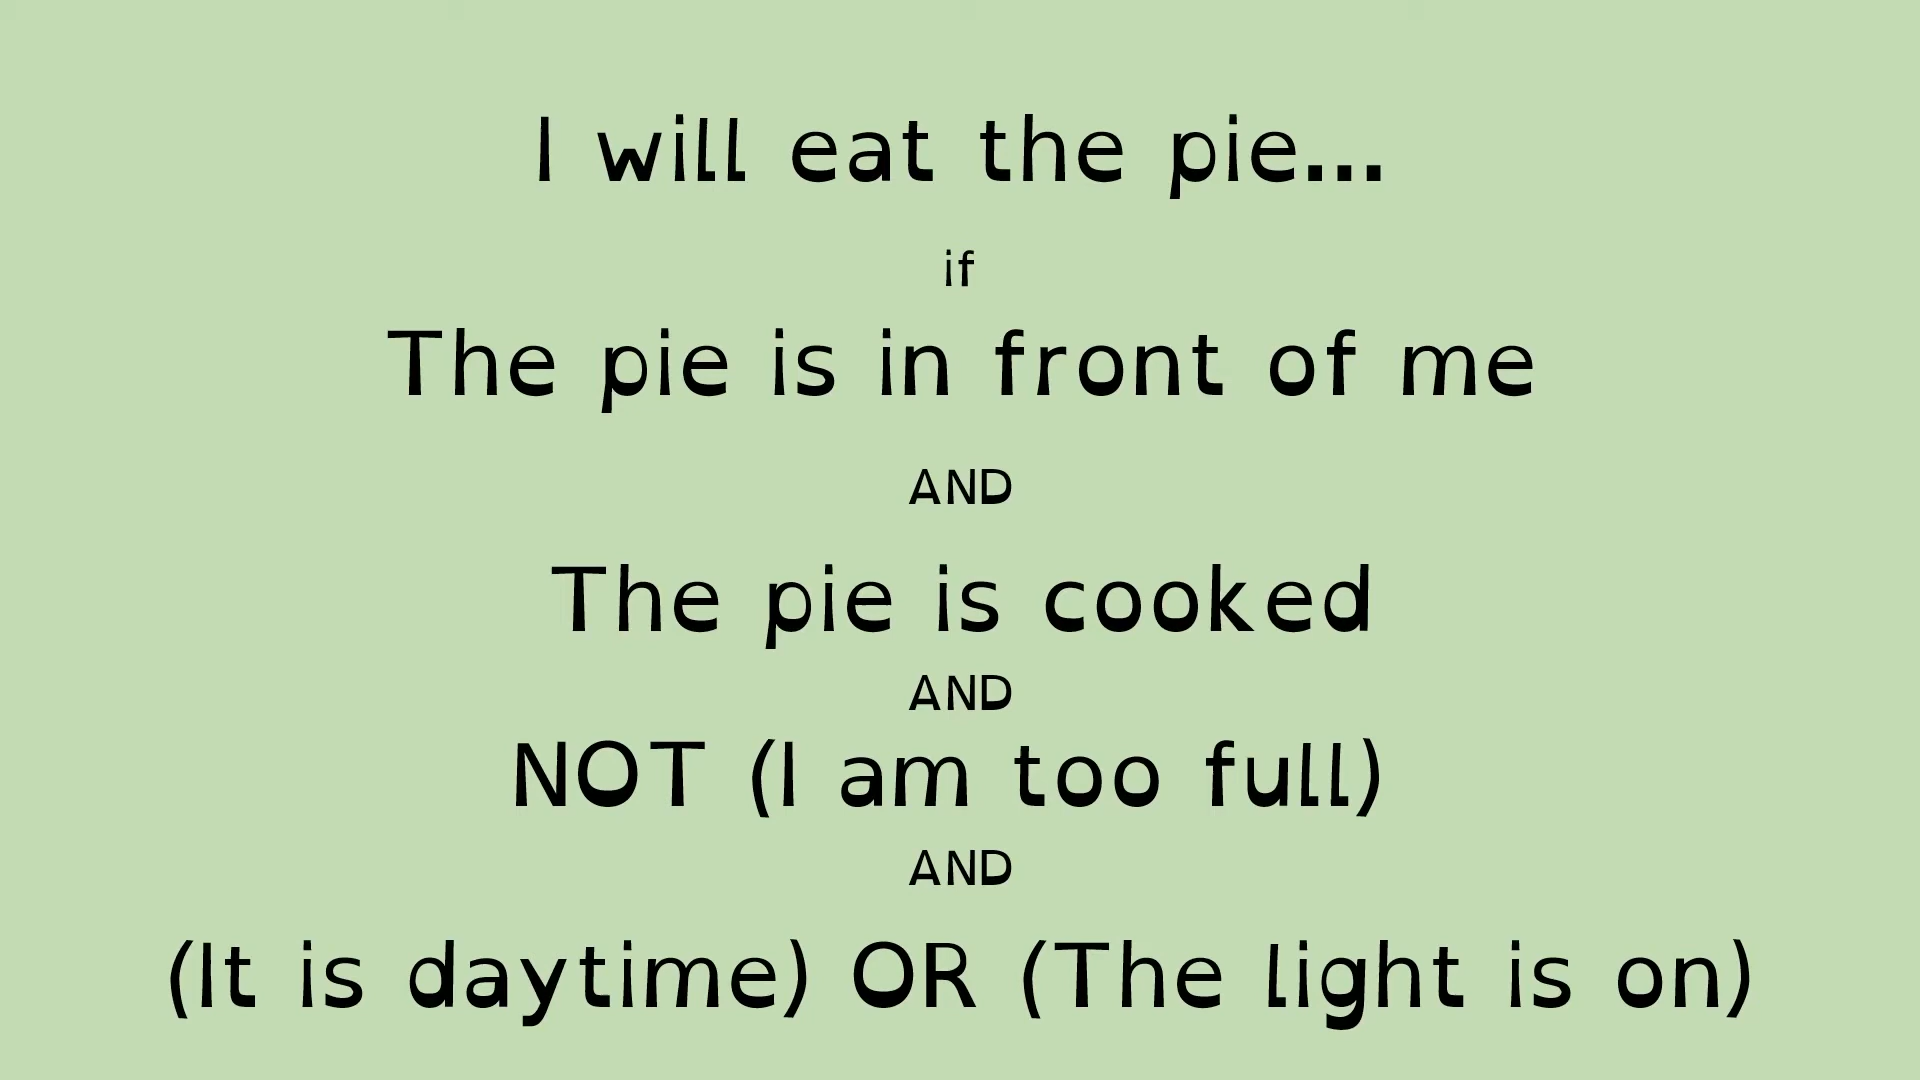 I will eat the pie...
if
The pie is in front of me
AND
The pie is cooked
AND
NOT (I am too full)
AND
(It is daytime) OR (The light is on)